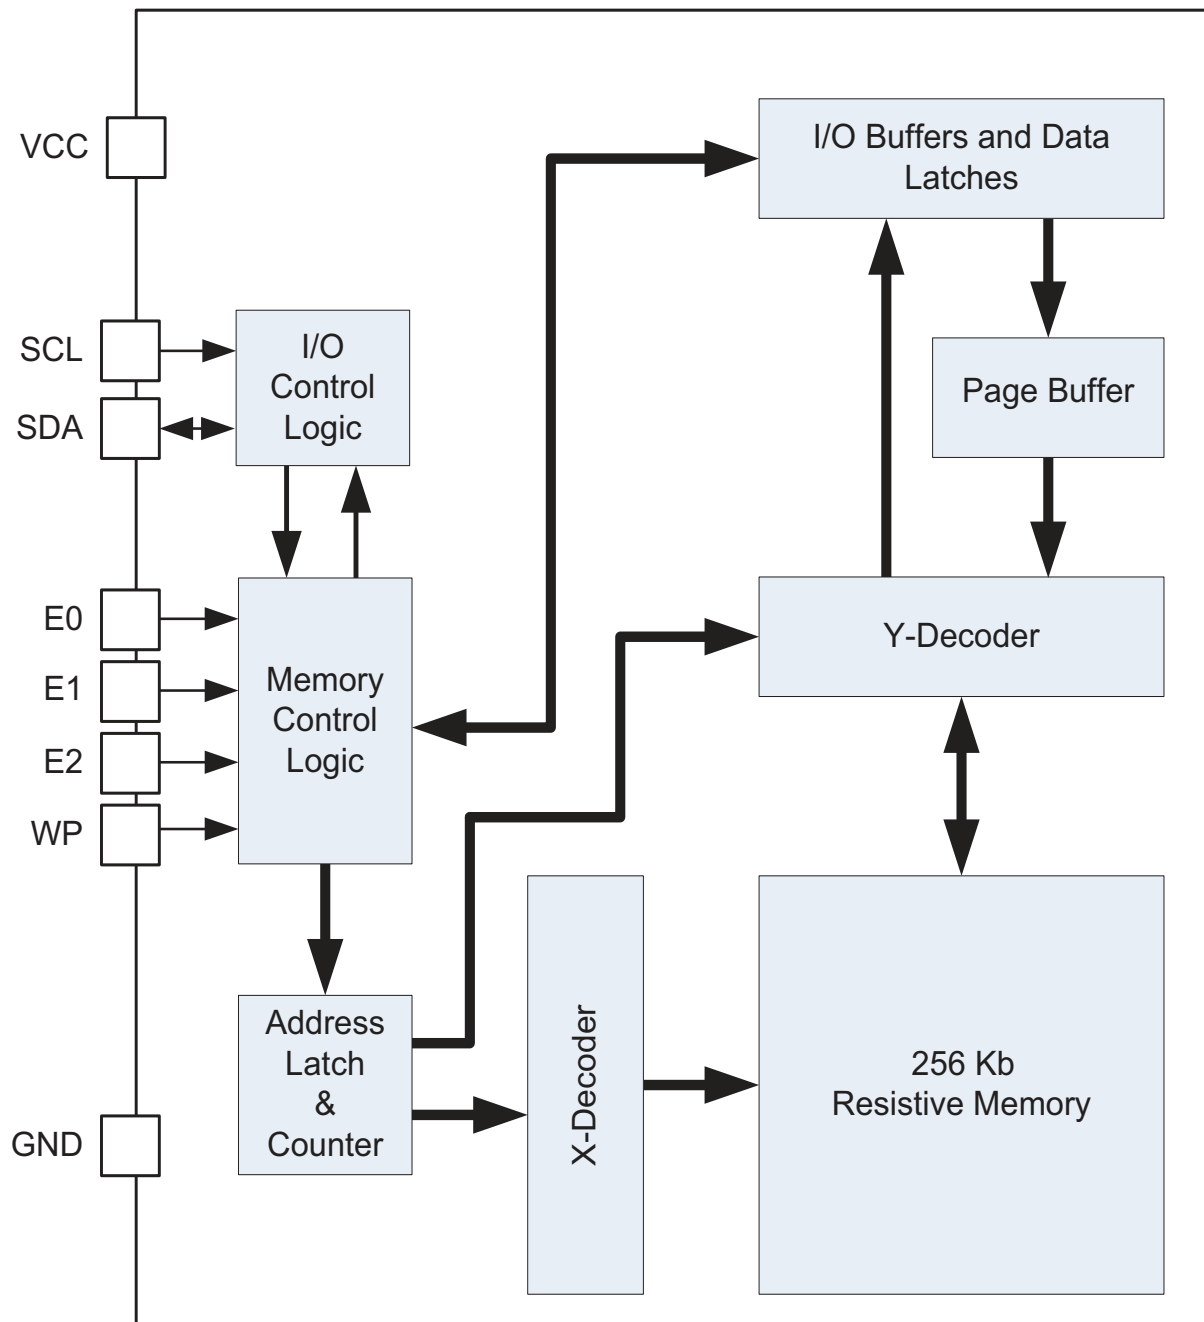 VCC
I/O Buffers and Data
Latches
SCL
SDA
I/O
Control
Logic
Page Buffer
E0
E1
E2
WP
Memory
Control
Logic
Y-Decoder
Address
Latch
&
Counter
X-Decoder
256 Kb
Resistive Memory
GND